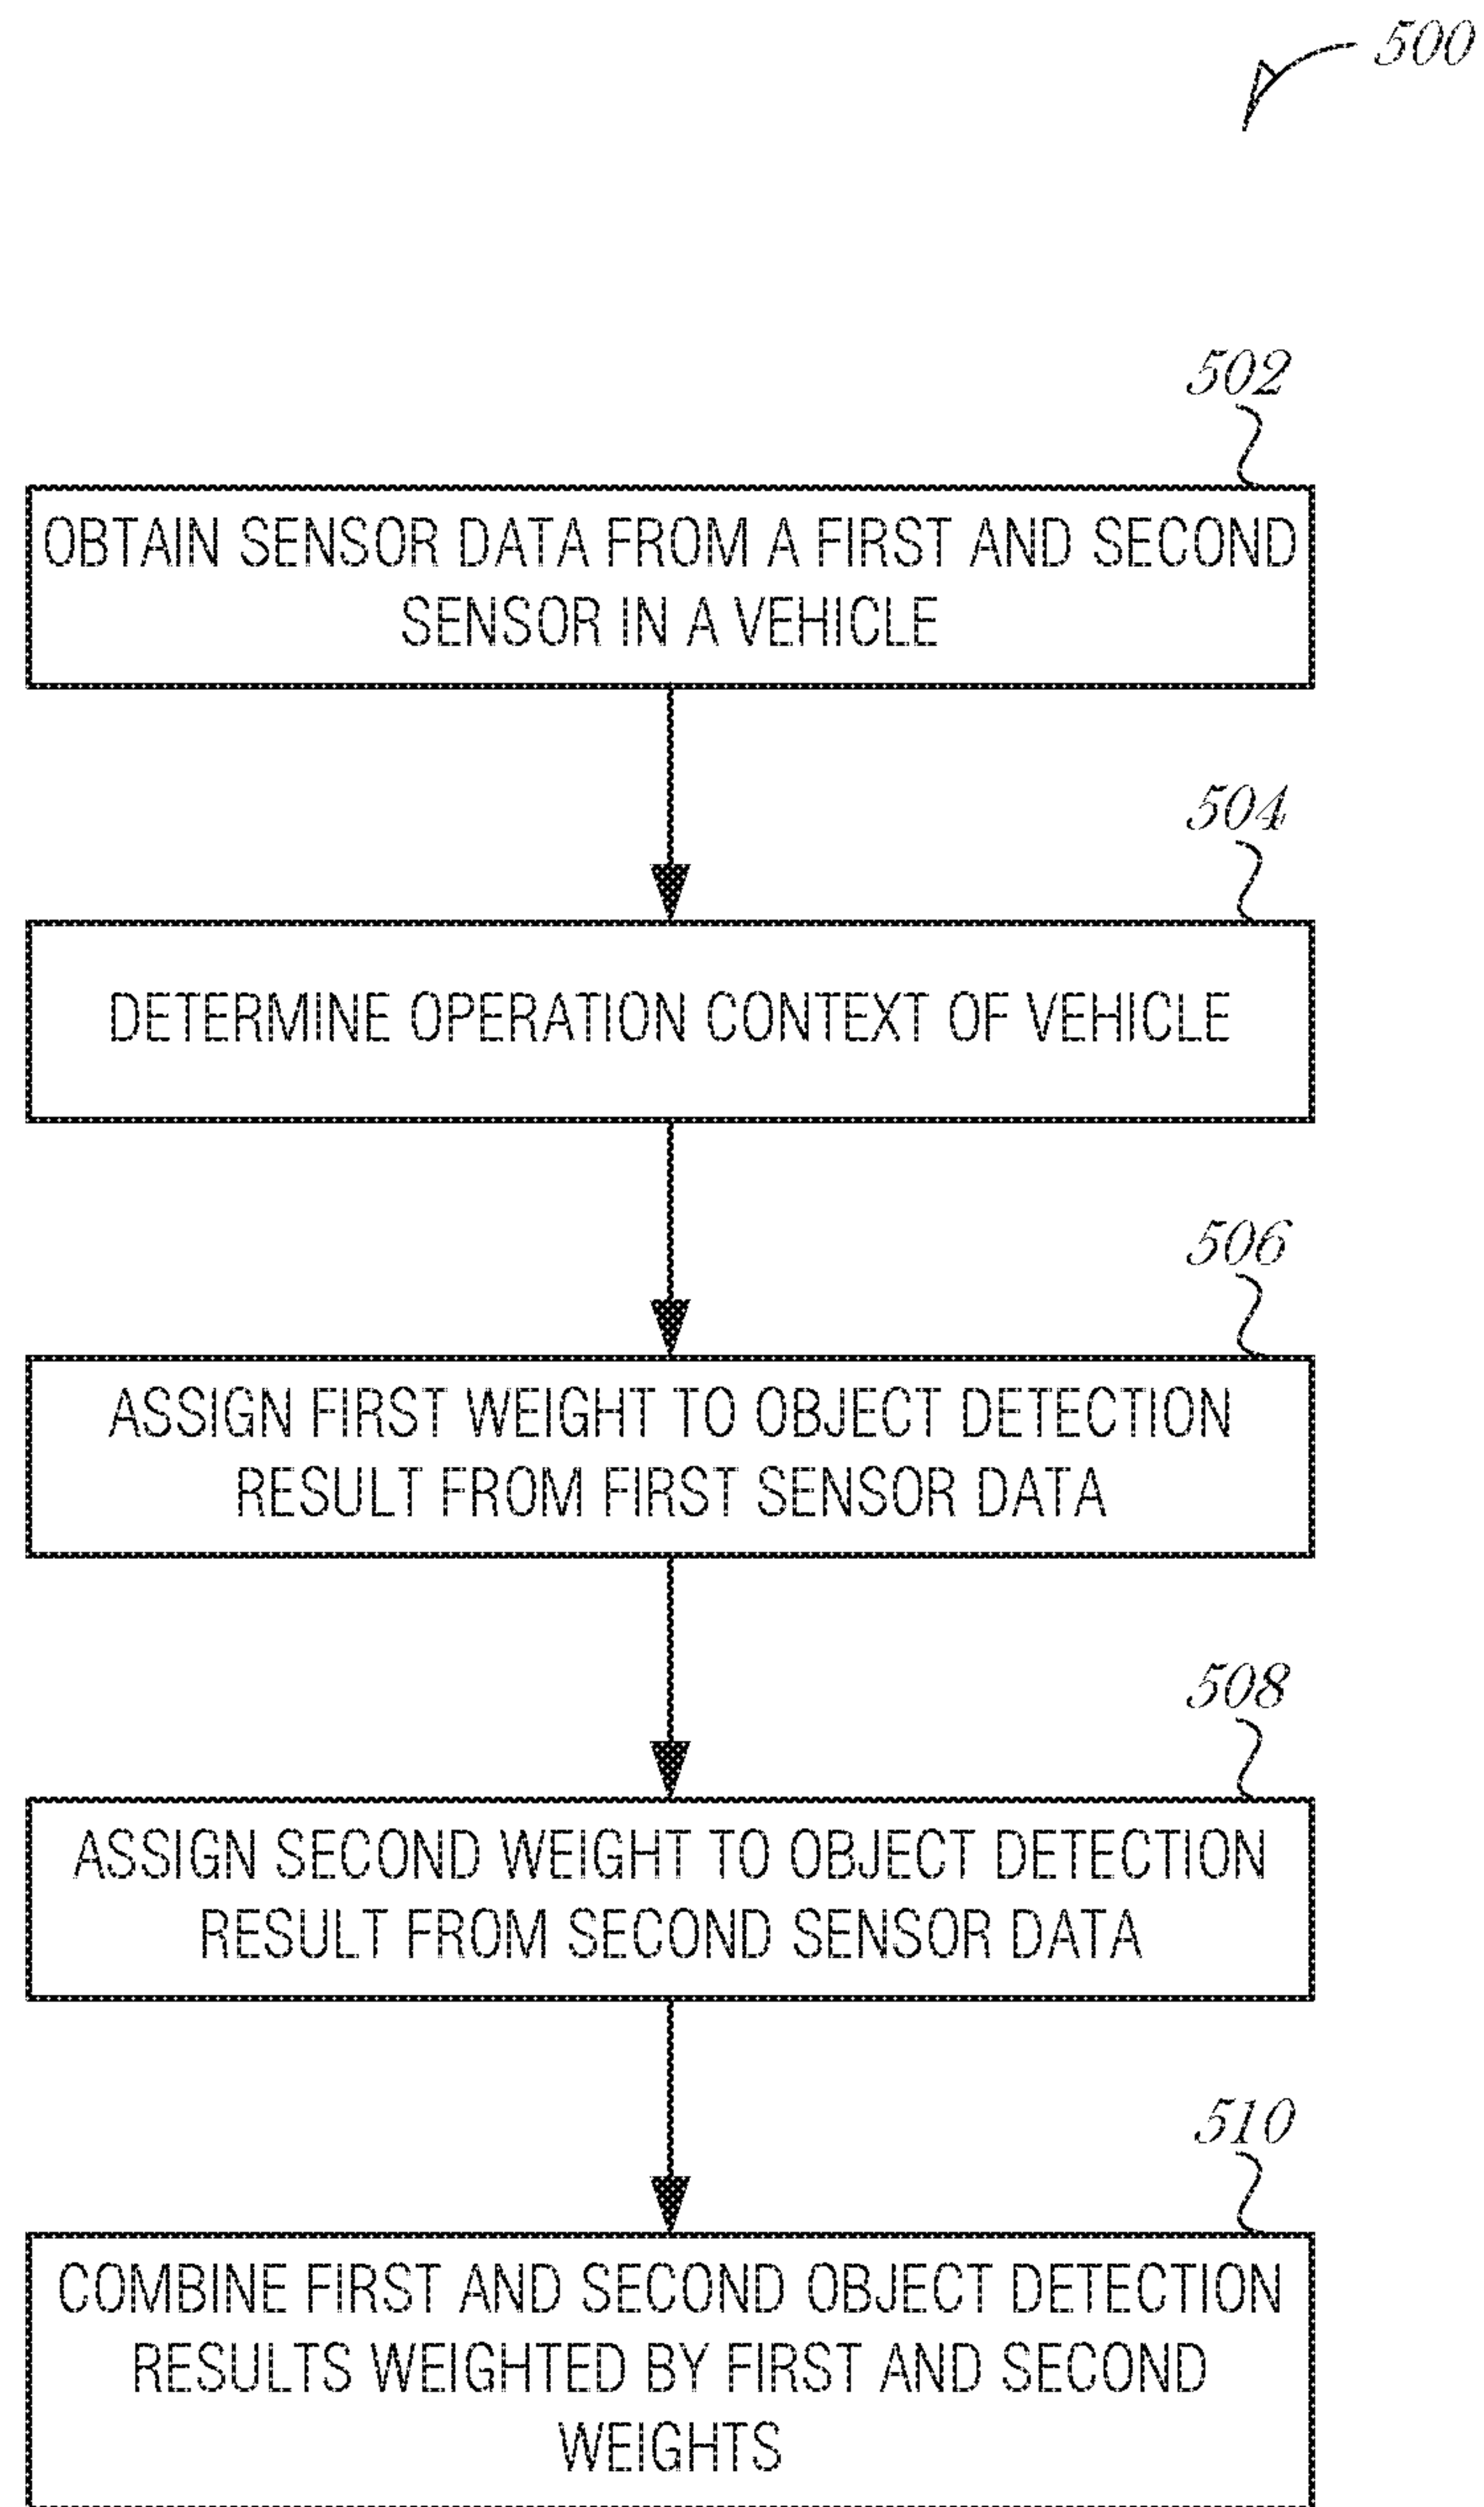 500
502
OBTAIN SENSOR DATA FROM A FIRST AND SECOND
SENSOR IN A VEHICLE
504
DETERMINE OPERATION CONTEXT OF VEHICLE
506
ASSIGN FIRST WEIGHT TO OBJECT DETECTION
RESULT FROM FIRST SENSOR DATA
508
ASSIGN SECOND WEIGHT TO OBJECT DETECTION
RESULT FROM SECOND SENSOR DATA
510
COMBINE FIRST AND SECOND OBJECT DETECTION
RESULTS WEIGHTED BY FIRST AND SECOND
WEIGHTS